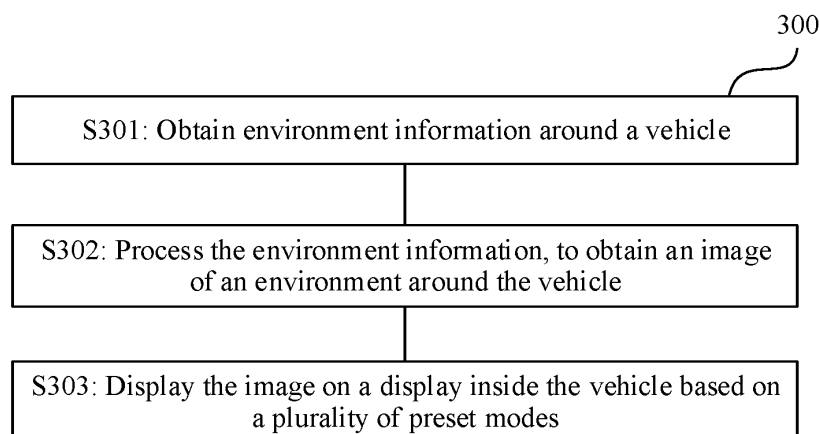 300
S301: Obtain environment information around a vehicle
S302: Process the environment information, to obtain an image
of an environment around the vehicle
S303: Display the image on a display inside the vehicle based on
a plurality of preset modes